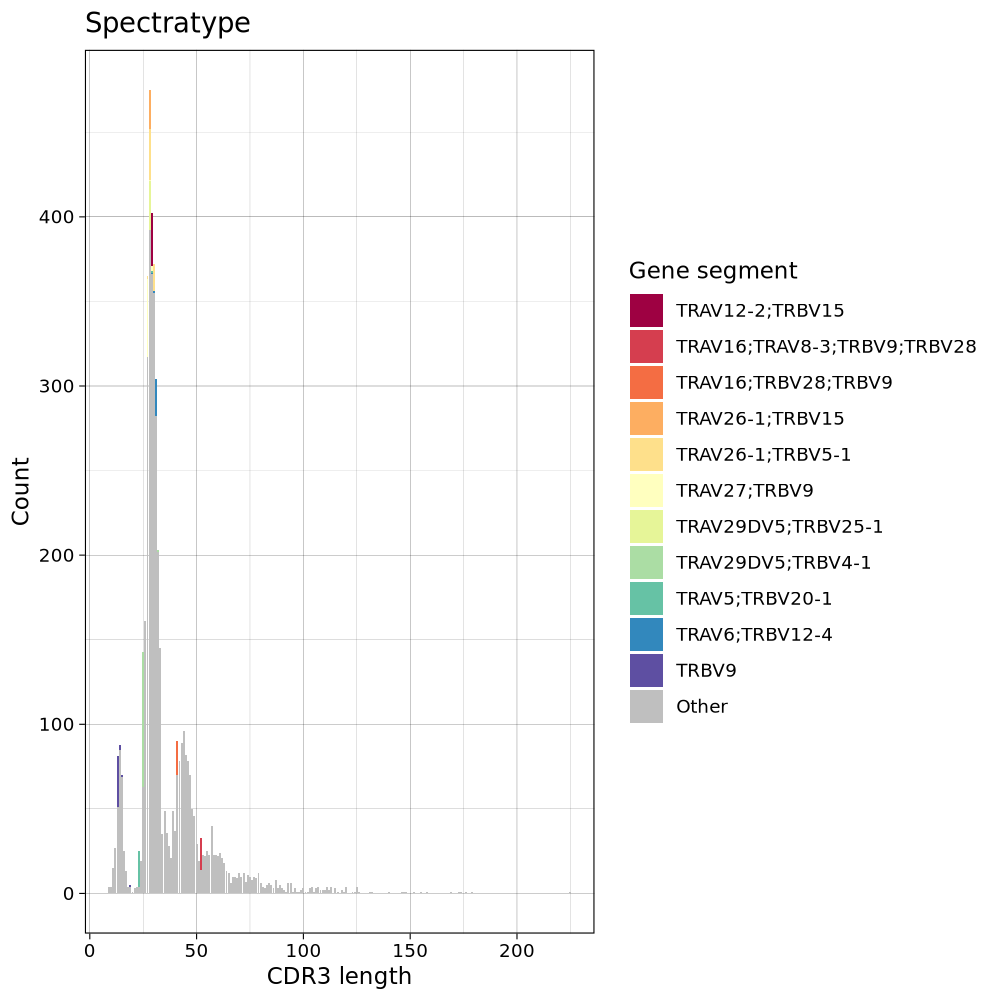 Spectratype
400
300
200
100
0
Count
0
50
100
150
200
CDR3 length
Gene segment
TRAV12-2;TRBV15
TRAV16;TRAV8-3;TRBV9;TRBV28
TRAV16;TRBV28;TRBV9
TRAV26-1;TRBV15
TRAV26-1;TRBV5-1
TRAV27;TRBV9
TRAV29DV5;TRBV25-1
TRAV29DV5;TRBV4-1
TRAV5;TRBV20-1
TRAV6;TRBV12-4
TRBV9
Other